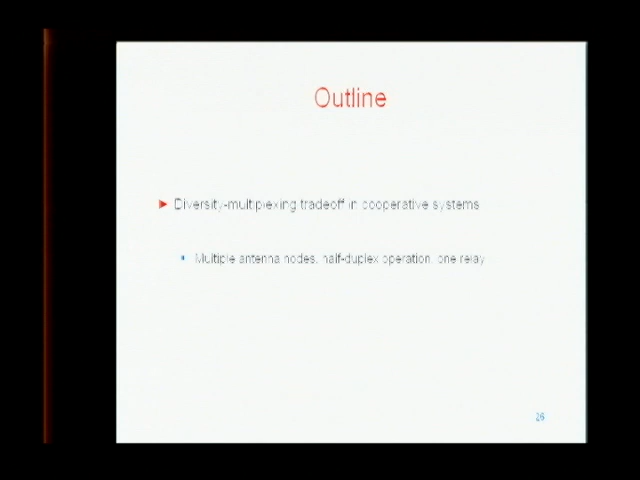 Outline
Diversity-multiplexing tradeoff in cooperative systems
Multiple antenna nodes, half-duplex operation, one relay
26